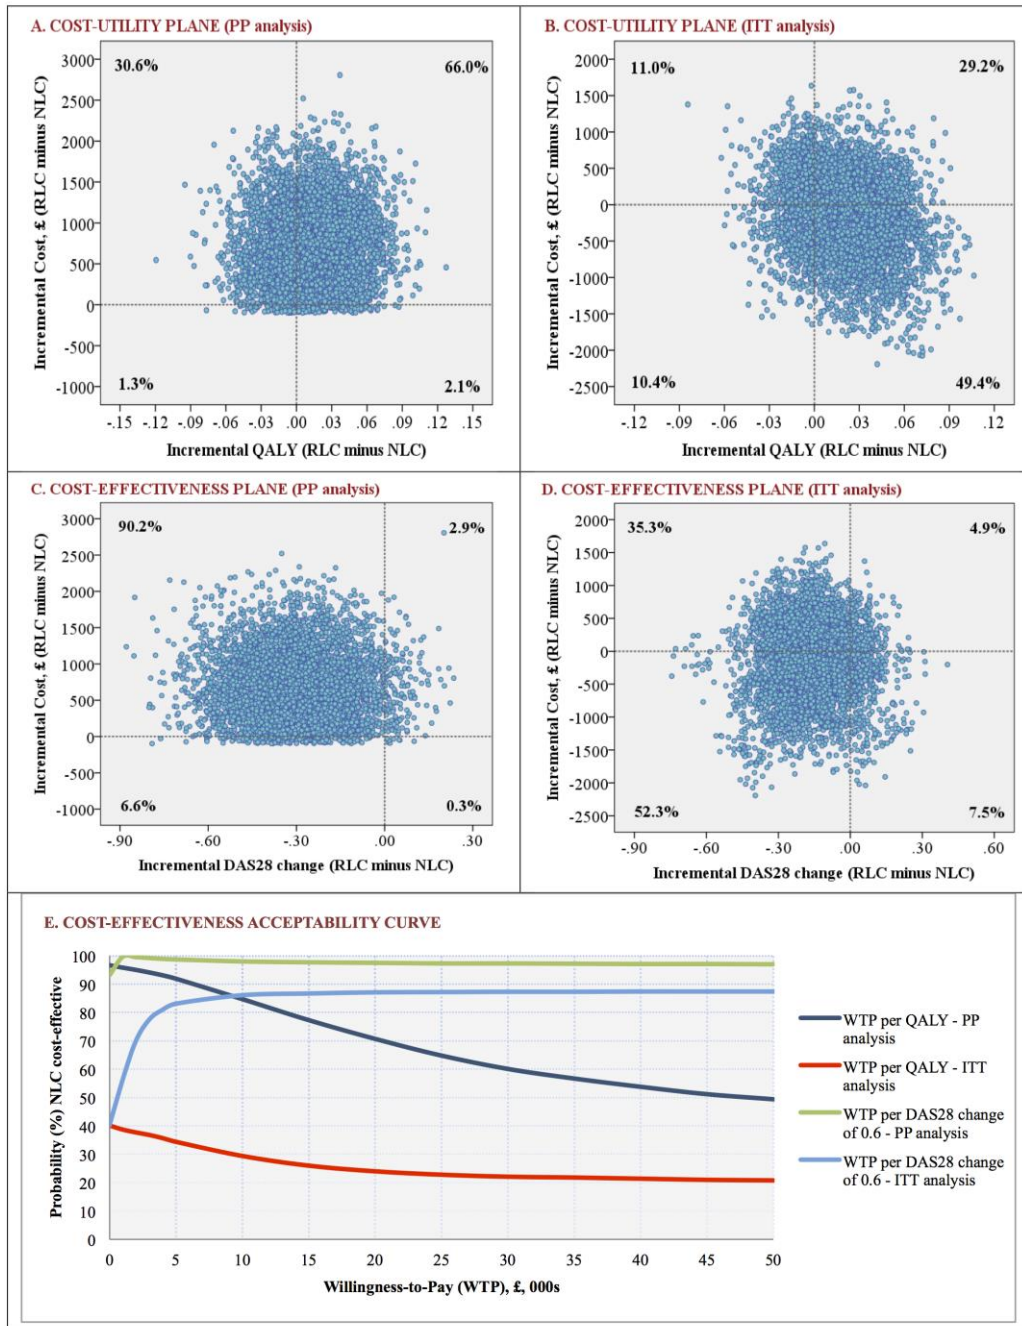 A. COST-UTILITY PLANE (PP analysis)
30.6%
66.0%
3000
2500
2000
1500
1000
500
0
-500
-1000
Incremental Cost, £ (RLC minus NLC)
1.3%
2.1%
-.15 -.12 -.09 -.06 -.03 .00 .03 .06 .09 .12 .15
Incremental QALY (RLC minus NLC)
B. COST-UTILITY PLANE (ITT analysis)
11.0%
29.2%
2000
1500
1000
500
0
-500
-1000
-1500
-2000
-2500
Incremental Cost, £ (RLC minus NLC)
10.4%
49.4%
-.12 -.09 -.06 -.03 .00 .03 .06 .09 .12
Incremental QALY (RLC minus NLC)
C. COST-EFFECTIVENESS PLANE (PP analysis)
90.2%
2.9%
3000
2500
2000
1500
1000
500
0
-500
-1000
Incremental Cost, £ (RLC minus NLC)
6.6%
0.3%
-.90 -.60 -.30 .00 .30
Incremental DAS28 change (RLC minus NLC)
D. COST-EFFECTIVENESS PLANE (ITT analysis)
35.3%
4.9%
2000
1500
1000
500
0
-500
-1000
-1500
-2000
-2500
Incremental Cost, £ (RLC minus NLC)
52.3%
7.5%
-.90 -.60 -.30 .00 .30 .60
Incremental DAS28 change (RLC minus NLC)
E. COST-EFFECTIVENESS ACCEPTABILITY CURVE
100
90
80
70
60
50
40
30
20
10
0
Probability (%) NLC cost-effective
0 5 10 15 20 25 30 35 40 45 50
Willingness-to-Pay (WTP), £, 000s
WTP per QALY - PP
analysis
WTP per QALY - ITT
analysis
WTP per DAS28 change
of 0.6 - PP analysis
WTP per DAS28 change
of 0.6 - ITT analysis